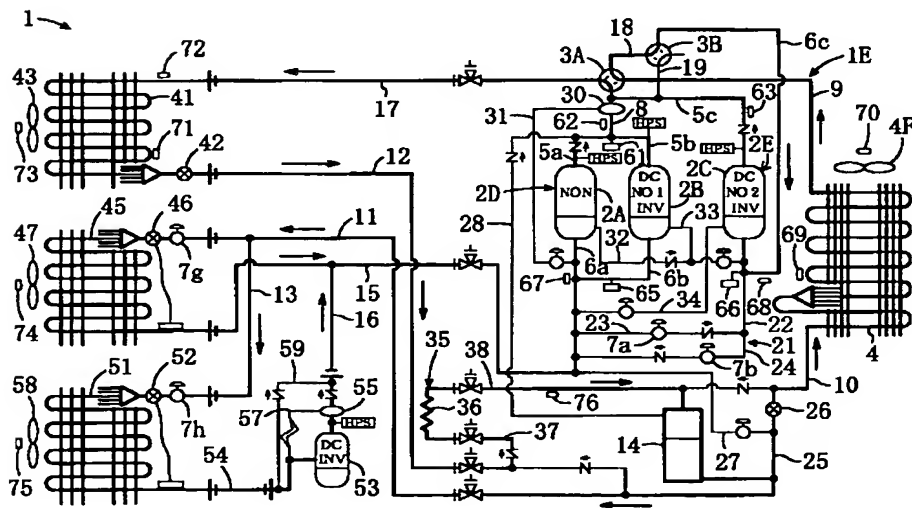 1
72
43
41
73
71
42
17
12
18
3A
3B
19
6c
1E
9
63
70
4F
31
30
62
8
5c
HPS
5a
HPS
61
5b
HPS
2E
2C
2D
NON
2A
DC
NO 1
INV
2B
DC
NO 2
INV
28
33
32
6a
6b
67
65
34
66
68
69
4
45
46
47
7g
11
13
15
74
16
23
7a
22
21
24
7b
10
35
38
36
76
26
51
52
58
7h
59
57
55
HPS
DC
INV
53
37
14
27
25
75
54